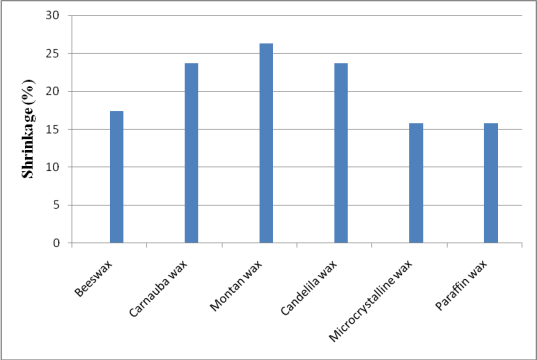 30
25
20
15
10
5
0
Shrinkage (%)
Beeswax
Carnauba wax
Montan wax
Candelila wax
Microcrystalline wax
Paraffin wax